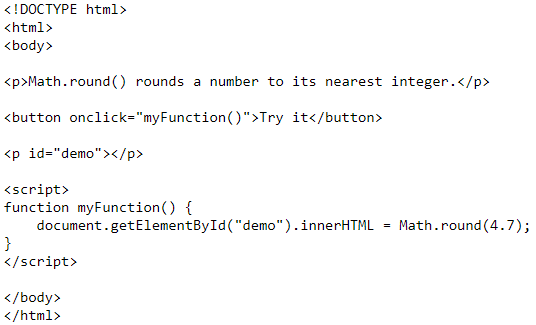 <!DOCTYPE html>
<html>
<body>

<p>Math.round() rounds a number to its nearest integer.</p>

<button onclick="myFunction()">Try it</button>

<p id="demo"></p>

<script>
function myFunction() {
    document.getElementById("demo").innerHTML = Math.round(4.7);
}
</script>

</body>
</html>